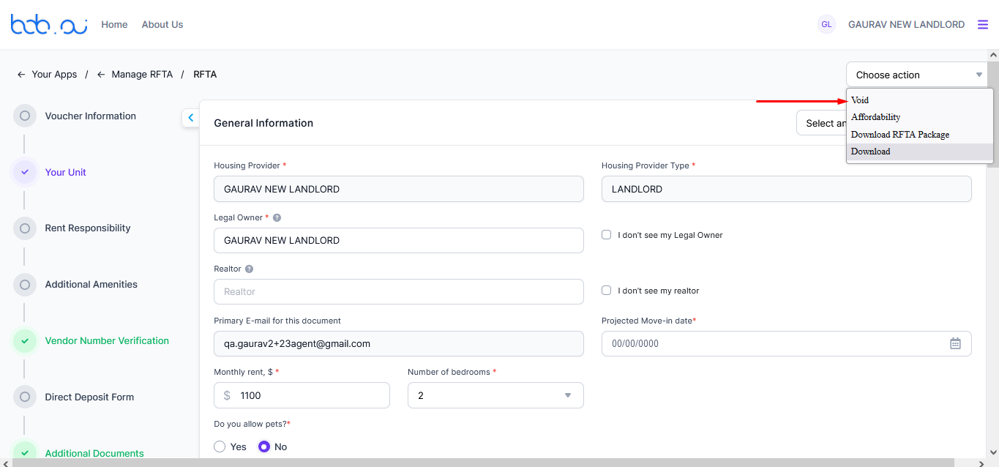 bob.ai Home About Us GL GAURAV NEW LANDLORD
← Your Apps / ← Manage RFTA / RFTA
Choose action
Void
Affordability
Download RFTA Package
Download
Voucher Information
Your Unit
Rent Responsibility
Additional Amenities
Vendor Number Verification
Direct Deposit Form
Additional Documents
General Information
Select an
Housing Provider *
GAURAV NEW LANDLORD
Housing Provider Type *
LANDLORD
Legal Owner * ?
GAURAV NEW LANDLORD
I don't see my Legal Owner
Realtor ?
Realtor
I don't see my realtor
Primary E-mail for this document
qa.gaurav2+23agent@gmail.com
Projected Move-in date*
00/00/0000
Monthly rent, $ *
$ 1100
Number of bedrooms *
2
Do you allow pets?*
Yes No